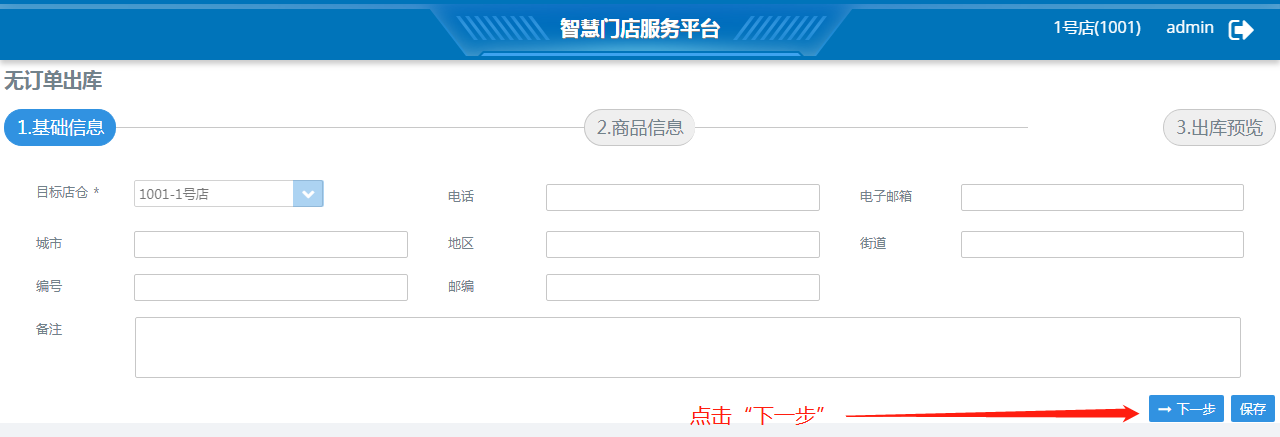 智慧门店服务平台
1号店(1001) admin
无订单出库
1.基础信息 2.商品信息 3.出库预览
目标店仓 * 1001-1号店 电话 电子邮箱
城市 地区 街道
编号 邮编
备注
点击“下一步” 下一步 保存